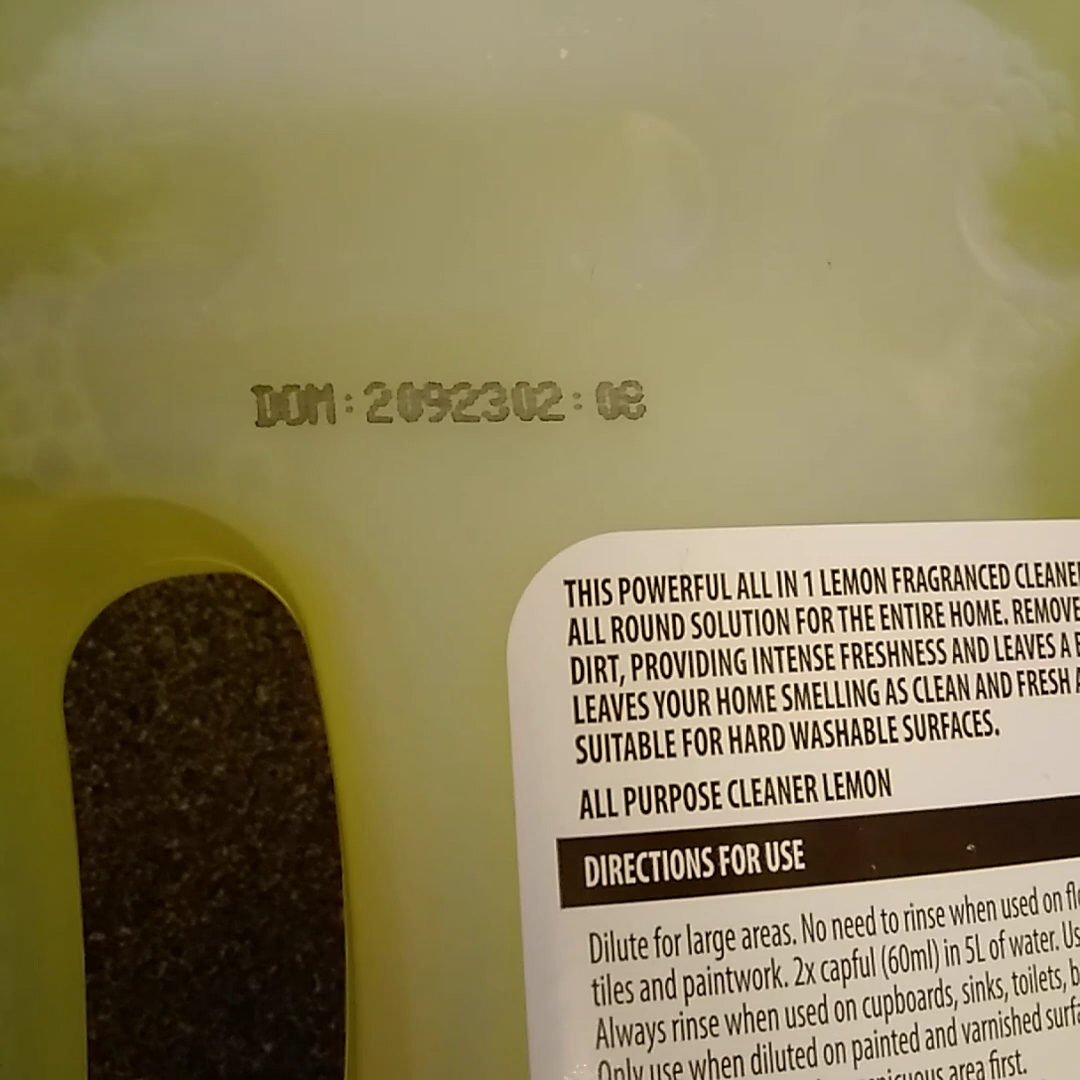 DOM:2092302:08
THIS POWERFUL ALL IN 1 LEMON FRAGRANCED CLEANE
ALL ROUND SOLUTION FOR THE ENTIRE HOME. REMOVE
DIRT, PROVIDING INTENSE FRESHNESS AND LEAVES A
LEAVES YOUR HOME SMELLING AS CLEAN AND FRESH
SUITABLE FOR HARD WASHABLE SURFACES.
ALL PURPOSE CLEANER LEMON
DIRECTIONS FOR USE
Dilute for large areas. No need to rinse when used on
tiles and paintwork. 2x capful (60ml) in 5L of water.
Always rinse when used on cupboards, sinks, toilets,
Only use when diluted on painted and varnished
area first.